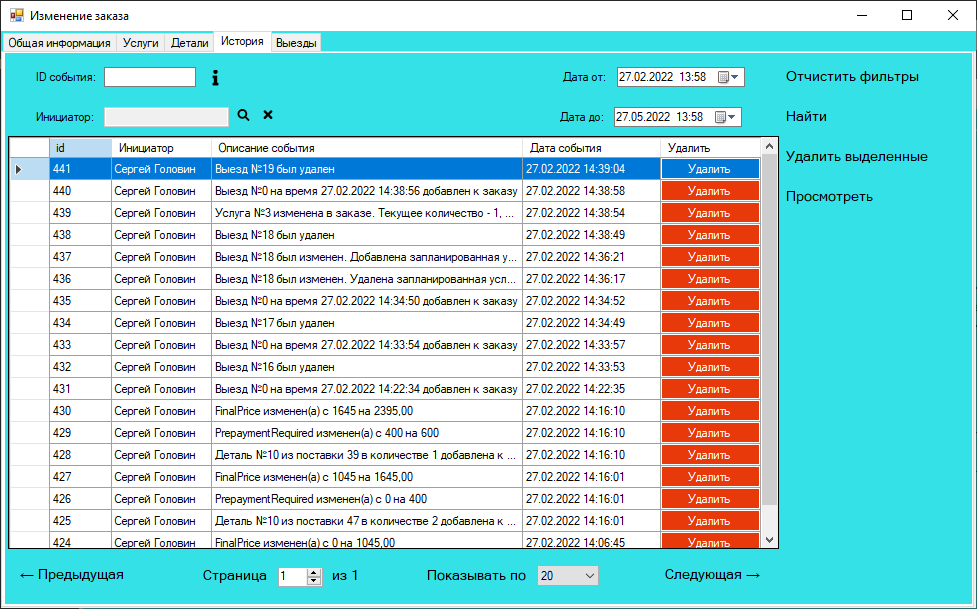 Изменение заказа
Общая информация Услуги Детали История Выезды
ID события: Дата от: 27.02.2022 13:58 Отчистить фильтры
Инициатор: Дата до: 27.05.2022 13:58 Найти
id Инициатор Описание события Дата события Удалить
Удалить выделенные
441 Сергей Головин Выезд №19 был удален 27.02.2022 14:39:04 Удалить
440 Сергей Головин Выезд №0 на время 27.02.2022 14:38:56 добавлен к заказу 27.02.2022 14:38:58 Удалить
Просмотреть
439 Сергей Головин Услуга №3 изменена в заказе. Текущее количество - 1, ... 27.02.2022 14:38:54 Удалить
438 Сергей Головин Выезд №18 был удален 27.02.2022 14:38:49 Удалить
437 Сергей Головин Выезд №18 был изменен. Добавлена запланированная у... 27.02.2022 14:36:21 Удалить
436 Сергей Головин Выезд №18 был изменен. Удалена запланированная усл... 27.02.2022 14:36:17 Удалить
435 Сергей Головин Выезд №0 на время 27.02.2022 14:34:50 добавлен к заказу 27.02.2022 14:34:52 Удалить
434 Сергей Головин Выезд №17 был удален 27.02.2022 14:34:49 Удалить
433 Сергей Головин Выезд №0 на время 27.02.2022 14:33:54 добавлен к заказу 27.02.2022 14:33:57 Удалить
432 Сергей Головин Выезд №16 был удален 27.02.2022 14:33:53 Удалить
431 Сергей Головин Выезд №0 на время 27.02.2022 14:22:34 добавлен к заказу 27.02.2022 14:22:35 Удалить
430 Сергей Головин FinalPrice изменен(а) с 1645 на 2395,00 27.02.2022 14:16:10 Удалить
429 Сергей Головин PrepaymentRequired изменен(а) с 400 на 600 27.02.2022 14:16:10 Удалить
428 Сергей Головин Деталь №10 из поставки 39 в количестве 1 добавлена к ... 27.02.2022 14:16:10 Удалить
427 Сергей Головин FinalPrice изменен(а) с 1045 на 1645,00 27.02.2022 14:16:01 Удалить
426 Сергей Головин PrepaymentRequired изменен(а) с 0 на 400 27.02.2022 14:16:01 Удалить
425 Сергей Головин Деталь №10 из поставки 47 в количестве 2 добавлена к ... 27.02.2022 14:16:01 Удалить
424 Сергей Головин FinalPrice изменен(а) с 0 на 1045,00 27.02.2022 14:06:45 Удалить
← Предыдущая Страница 1 из 1 Показывать по 20 Следующая →